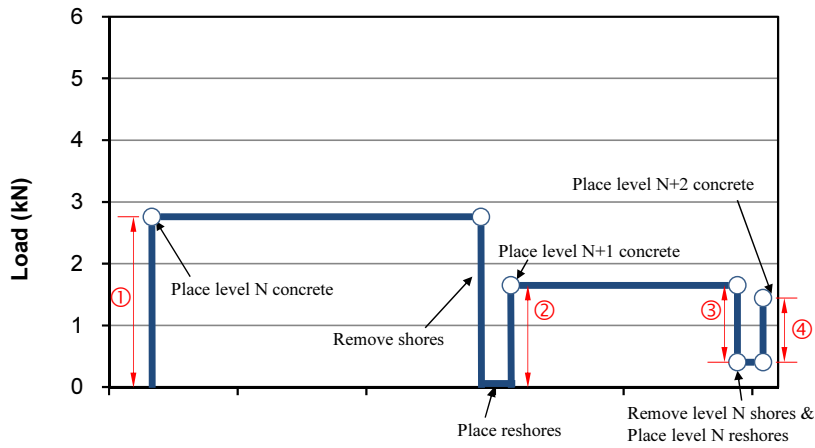 6
5
4
3
2
1
0
Load (kN)
①
Place level N concrete
Remove shores
Place reshores
Place level N+1 concrete
②
Place level N+2 concrete
③
④
Remove level N shores &
Place level N reshores